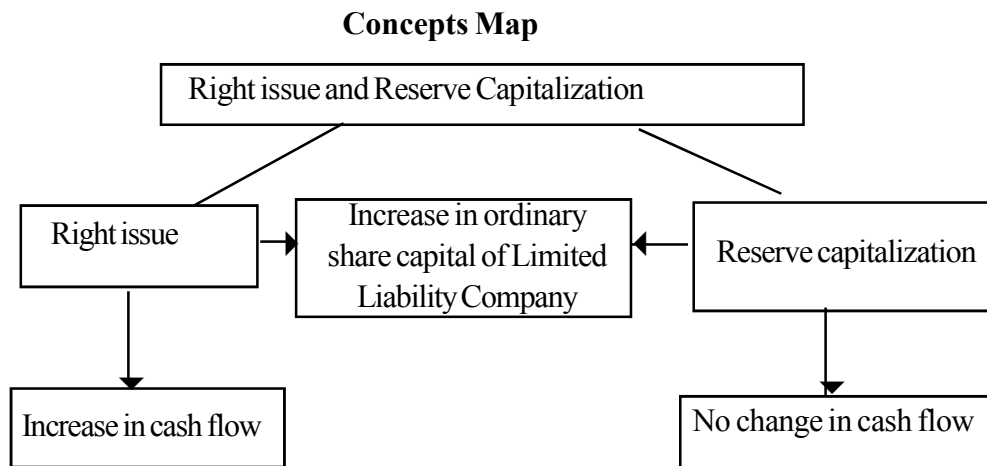 Concepts Map
Right issue and Reserve Capitalization
Right issue
Increase in ordinary
share capital of Limited
Liability Company
Reserve capitalization
Increase in cash flow
No change in cash flow